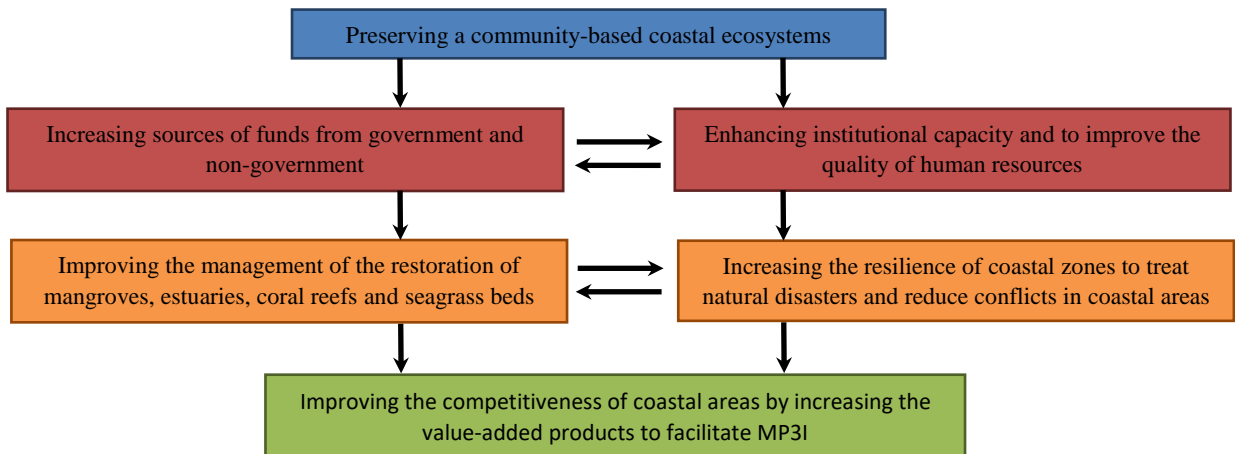 Preserving a community-based coastal ecosystems
Increasing sources of funds from government and
non-government
Enhancing institutional capacity and to improve the
quality of human resources
Improving the management of the restoration of
mangroves, estuaries, coral reefs and seagrass beds
Increasing the resilience of coastal zones to treat
natural disasters and reduce conflicts in coastal areas
Improving the competitiveness of coastal areas by increasing the
value-added products to facilitate MP3I